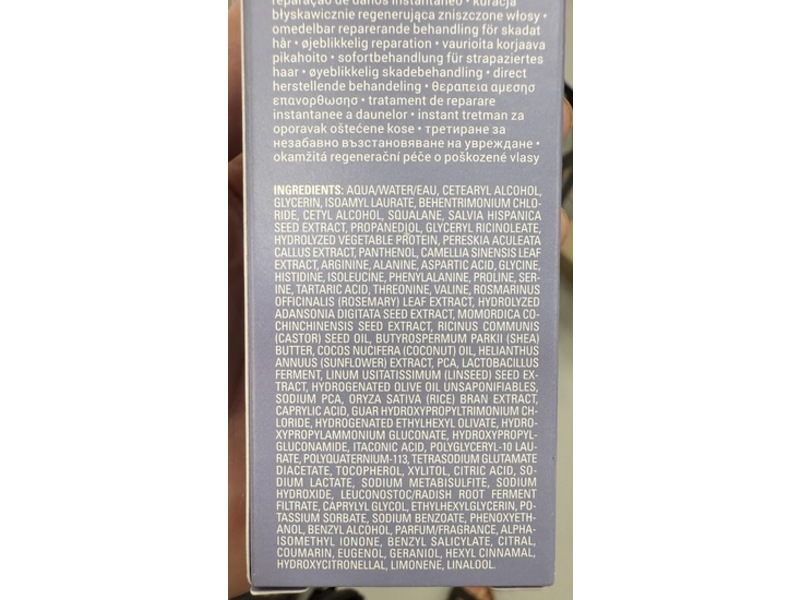 reparação de danos instantâneo • kuracja
błyskawicznie regenerująca zniszczone włosy •
omedelbar reparerande behandling för skadat
hår • øjeblikkelig reparation • vaurioita korjaava
pikahoito • sofortbehandlung für strapaziertes
haar • øyeblikkelig skadebehandling • direct
herstellende behandeling • θεραπεια αμεσησ
επανορθωσησ • tratament de reparare
instantanee a daunelor • instant tretman za
oporavak oštećene kose • третиране за
незабавно възстановяване на увреждане •
okamžitá regenerační péče o poškozené vlasy
INGREDIENTS: AQUA/WATER/EAU, CETEARYL ALCOHOL,
GLYCERIN, ISOAMYL LAURATE, BEHENTRIMONIUM CHLO-
RIDE, CETYL ALCOHOL, SQUALANE, SALVIA HISPANICA
SEED EXTRACT, PROPANEDIOL, GLYCERYL RICINOLEATE,
HYDROLYZED VEGETABLE PROTEIN, PERESKIA ACULEATA
CALLUS EXTRACT, PANTHENOL, CAMELLIA SINENSIS LEAF
EXTRACT, ARGININE, ALANINE, ASPARTIC ACID, GLYCINE,
HISTIDINE, ISOLEUCINE, PHENYLALANINE, PROLINE, SER-
INE, TARTARIC ACID, THREONINE, VALINE, ROSMARINUS
OFFICINALIS (ROSEMARY) LEAF EXTRACT, HYDROLYZED
ADANSONIA DIGITATA SEED EXTRACT, MOMORDICA CO-
CHINCHINENSIS SEED EXTRACT, RICINUS COMMUNIS
(CASTOR) SEED OIL, BUTYROSPERMUM PARKII (SHEA)
BUTTER, COCOS NUCIFERA (COCONUT) OIL, HELIANTHUS
ANNUUS (SUNFLOWER) EXTRACT, PCA, LACTOBACILLUS
FERMENT, LINUM USITATISSIMUM (LINSEED) SEED EX-
TRACT, HYDROGENATED OLIVE OIL UNSAPONIFIABLES,
SODIUM PCA, ORYZA SATIVA (RICE) BRAN EXTRACT,
CAPRYLIC ACID, GUAR HYDROXYPROPYLTRIMONIUM CH-
LORIDE, HYDROGENATED ETHYLHEXYL OLIVATE, HYDRO-
XYPROPYLAMMONIUM GLUCONATE, HYDROXYPROPYL-
GLUCONAMIDE, ITACONIC ACID, POLYGLYCERYL-10 LAU-
RATE, POLYQUATERNIUM-113, TETRASODIUM GLUTAMATE
DIACETATE, TOCOPHEROL, XYLITOL, CITRIC ACID, SO-
DIUM LACTATE, SODIUM METABISULFITE, SODIUM
HYDROXIDE, LEUCONOSTOC/RADISH ROOT FERMENT
FILTRATE, CAPRYLYL GLYCOL, ETHYLHEXYLGLYCERIN, PO-
TASSIUM SORBATE, SODIUM BENZOATE, PHENOXYETH-
ANOL, BENZYL ALCOHOL, PARFUM/FRAGRANCE, ALPHA-
ISOMETHYL IONONE, BENZYL SALICYLATE, CITRAL,
COUMARIN, EUGENOL, GERANIOL, HEXYL CINNAMAL,
HYDROXYCITRONELLAL, LIMONENE, LINALOOL.